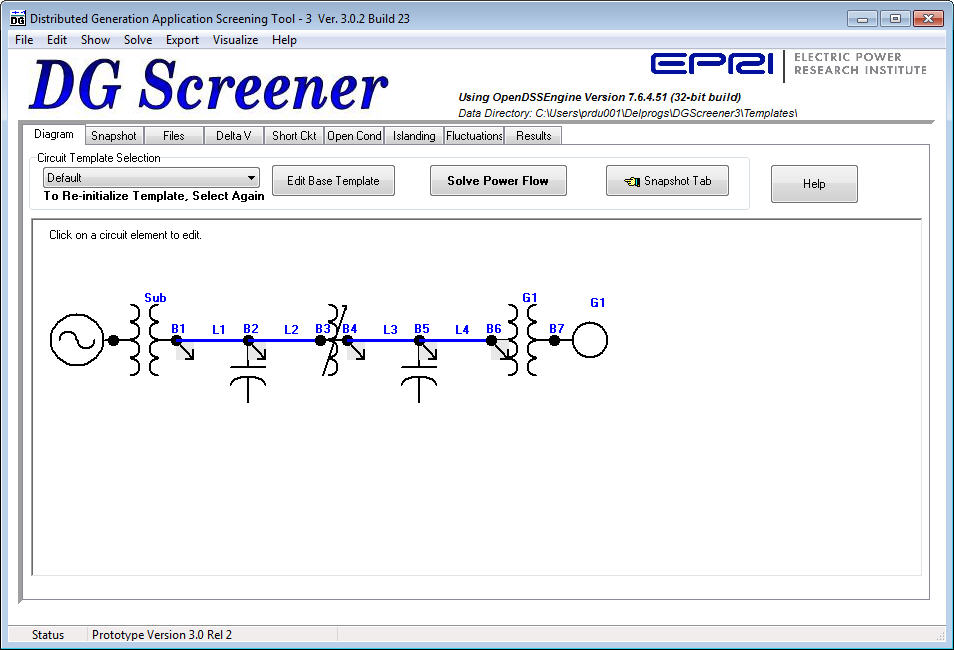 Distributed Generation Application Screening Tool - 3 Ver. 3.0.2 Build 23
File Edit Show Solve Export Visualize Help
DG Screener
EPRI
ELECTRIC POWER
RESEARCH INSTITUTE
Using OpenDSSEngine Version 7.6.4.51 (32-bit build)
Data Directory: C:\Users\prdu001\Delprogs\DGScreener3\Templates\
Diagram Snapshot Files Delta V Short Ckt Open Cond Islanding Fluctuations Results
Circuit Template Selection
Default
Edit Base Template
Solve Power Flow
Snapshot Tab
Help
To Re-initialize Template, Select Again
Click on a circuit element to edit.
Sub G1 G1
B1 L1 B2 L2 B3 B4 L3 B5 L4 B6 B7
Status Prototype Version 3.0 Rel 2